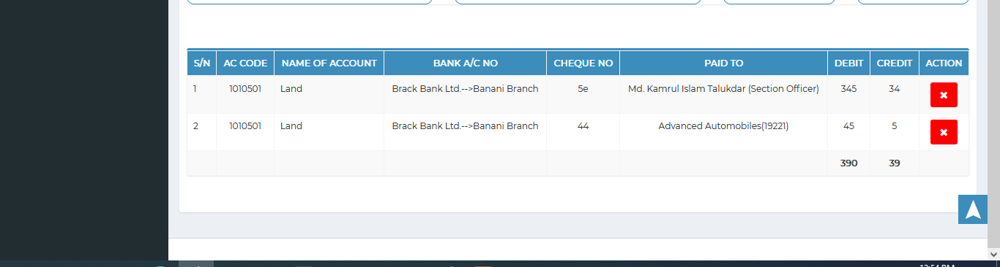 S/N AC CODE NAME OF ACCOUNT BANK A/C NO CHEQUE NO PAID TO DEBIT CREDIT ACTION
1 1010501 Land Brack Bank Ltd.-->Banani Branch 5e Md. Kamrul Islam Talukdar (Section Officer) 345 34
2 1010501 Land Brack Bank Ltd.-->Banani Branch 44 Advanced Automobiles(19221) 45 5
390 39